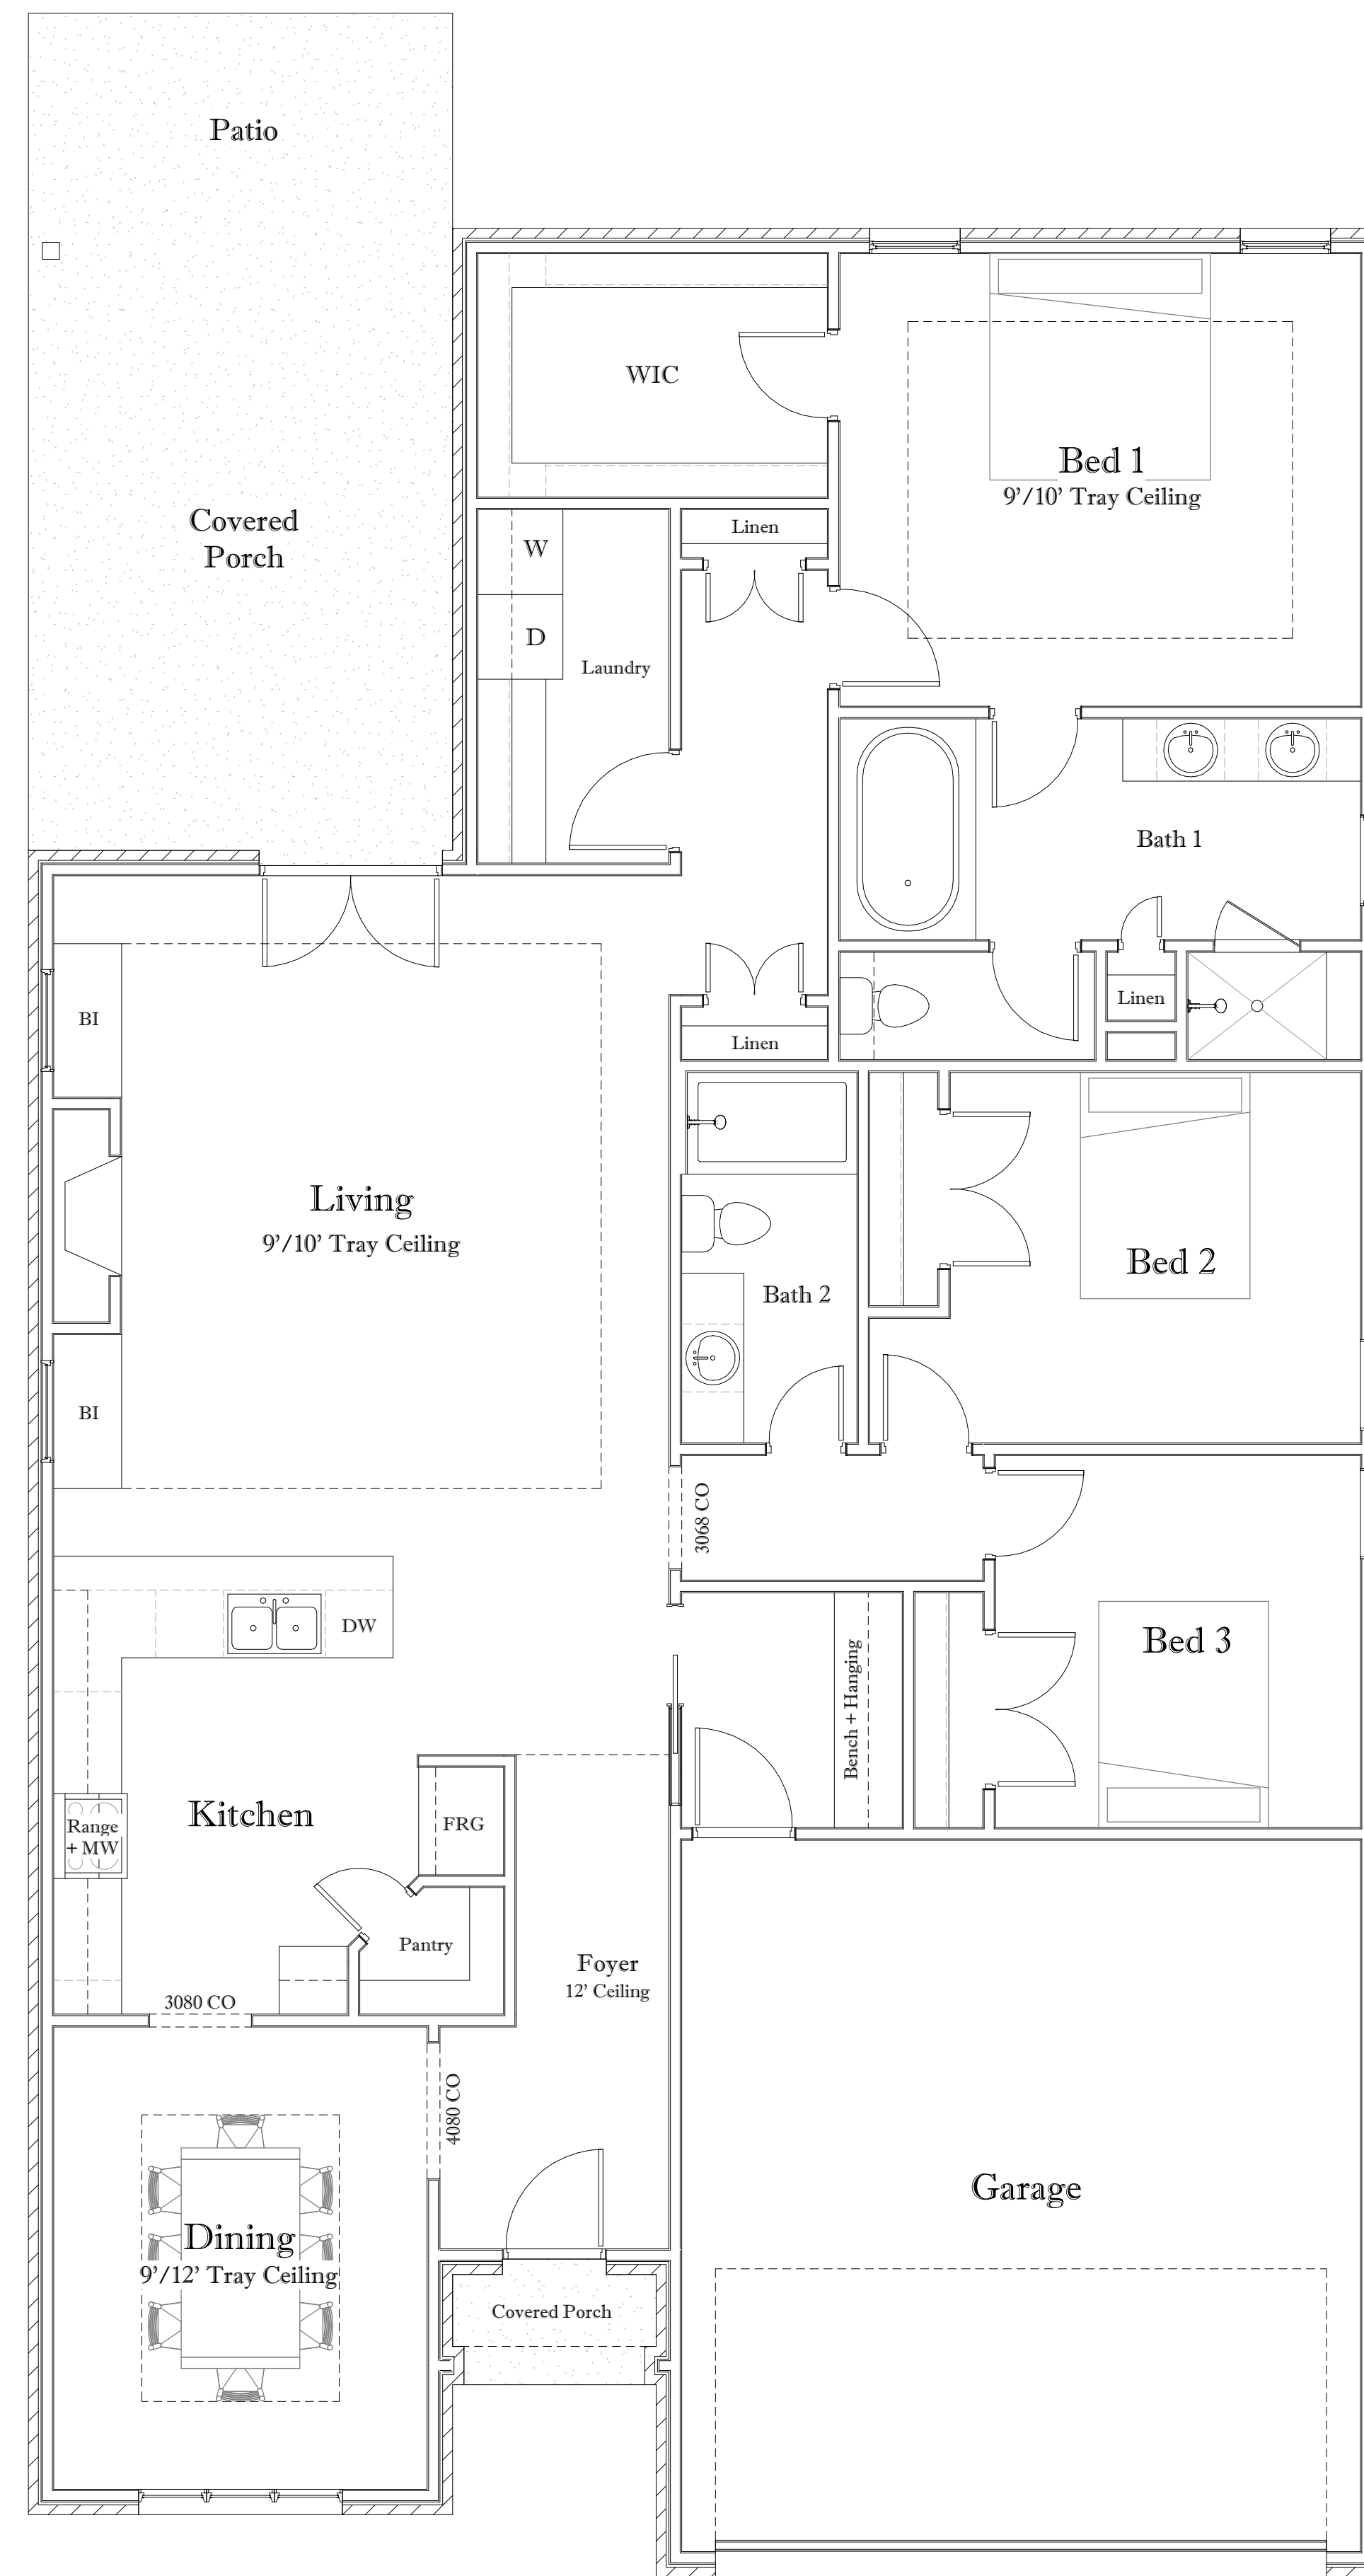 Patio
WIC
Bed 1
9'/10' Tray Ceiling
Covered
Porch
Linen
W
D
Laundry
Bath 1
Linen
BI
Linen
Living
9'/10' Tray Ceiling
Bath 2
Bed 2
BI
3068 CO
DW
Bench + Hanging
Bed 3
Kitchen
Range
+ MW
FRG
Pantry
Foyer
12' Ceiling
3080 CO
4080 CO
Garage
Dining
9'/12' Tray Ceiling
Covered Porch